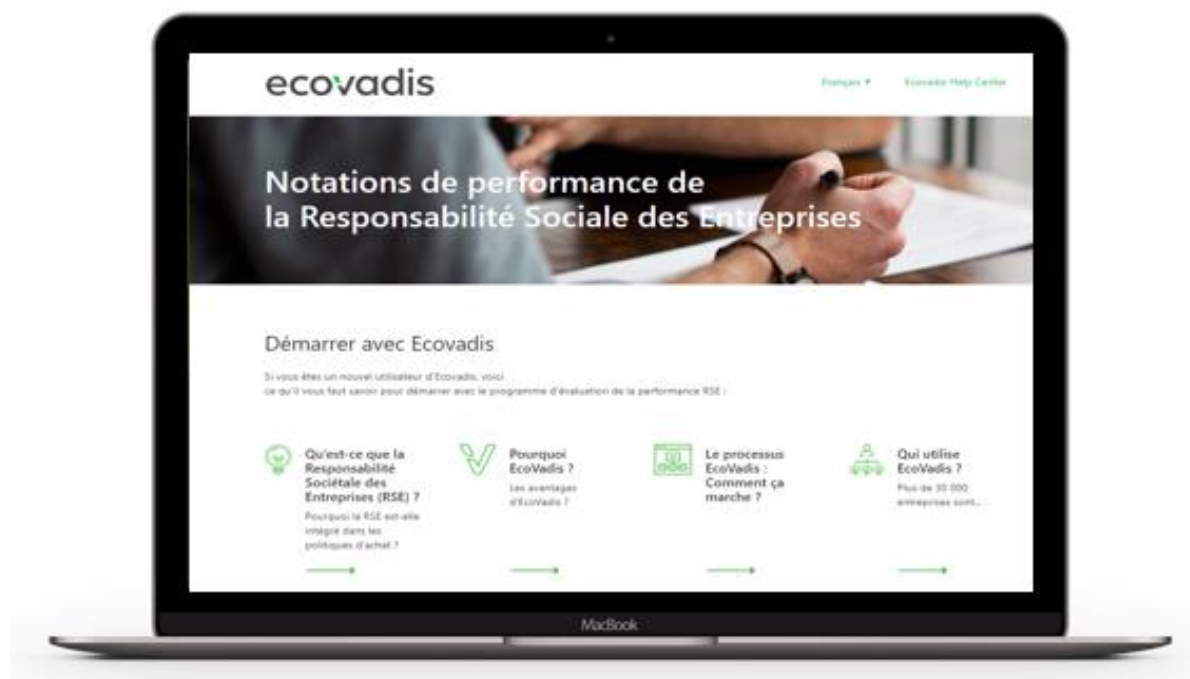 ecovadis
Français ▼ Ecovadis Help Center
Notations de performance de
la Responsabilité Sociale des Entreprises
Démarrer avec Ecovadis
Si vous êtes un nouvel utilisateur d'Ecovadis, voici
ce qu'il vous faut savoir pour démarrer avec le programme d'évaluation de la performance RSE :
Qu'est-ce que la
Responsabilité
Sociétale des
Entreprises (RSE) ?
Pourquoi la RSE est-elle
intégré dans les
politiques d'achat ?
Pourquoi
EcoVadis ?
Les avantages
d'EcoVadis ?
Le processus
EcoVadis :
Comment ça
marche ?
Qui utilise
EcoVadis ?
Plus de 30 000
entreprises sont...
MacBook